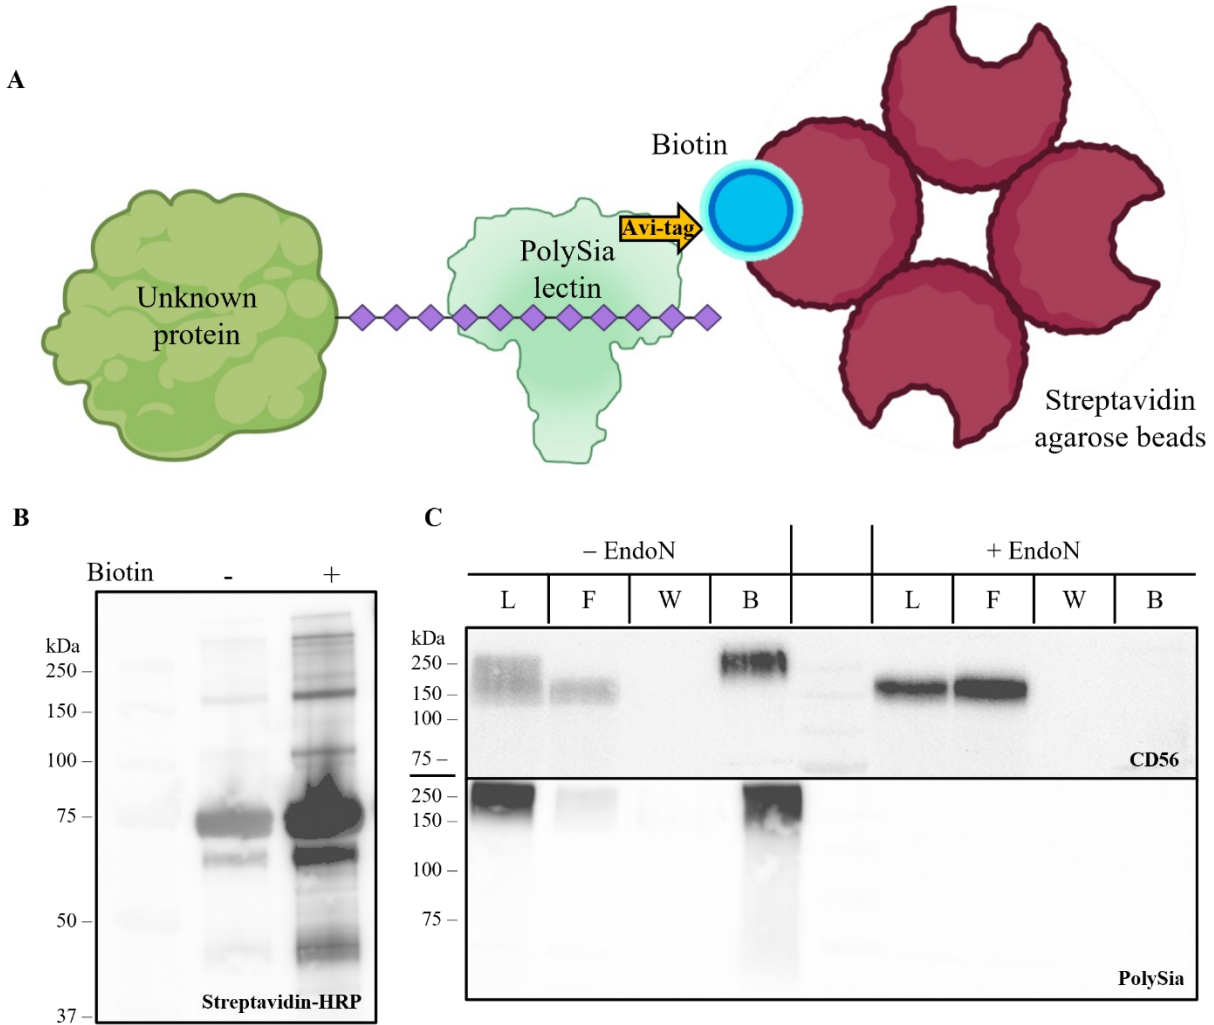 A
Biotin
Avi-tag
PolySia
lectin
Unknown
protein
Streptavidin
agarose beads
B
Biotin - +
kDa
250 –
150 –
100 –
75 –
50 –
37 –
Streptavidin-HRP
C
– EndoN + EndoN
L F W B L F W B
kDa
250 –
150 –
100 –
75 –
CD56
250 –
150 –
100 –
75 –
PolySia